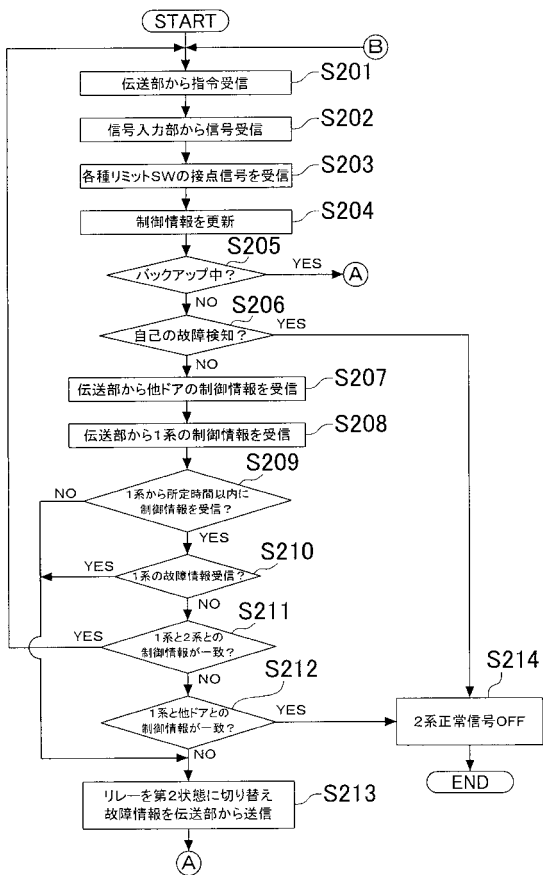 START
B
伝送部から指令受信
S201
信号入力部から信号受信
S202
各種リミットSWの接点信号を受信
S203
制御情報を更新
S204
S205
バックアップ中?
YES
A
NO
S206
自己の故障検知?
YES
NO
伝送部から他ドアの制御情報を受信
S207
伝送部から1系の制御情報を受信
S208
S209
NO
1系から所定時間以内に
制御情報を受信?
YES
S210
YES
1系の故障情報受信?
NO
S211
YES
1系と2系との
制御情報が一致?
NO
S212
1系と他ドアとの
制御情報が一致?
YES
S214
2系正常信号OFF
NO
END
リレーを第2状態に切り替え
故障情報を伝送部から送信
S213
A